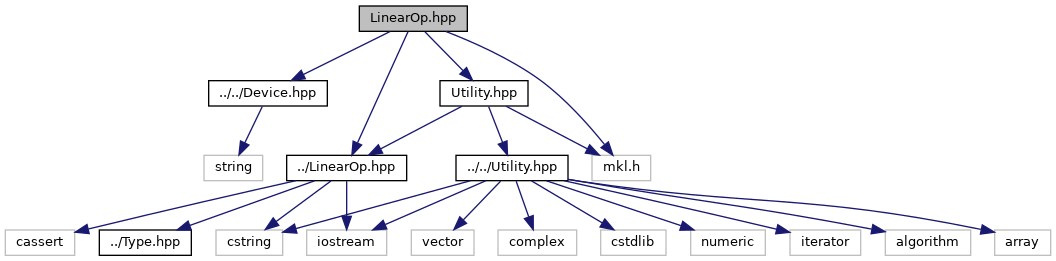 LinearOp.hpp
../../Device.hpp
Utility.hpp
string
../LinearOp.hpp
../../Utility.hpp
mkl.h
cassert
../Type.hpp
cstring
iostream
vector
complex
cstdlib
numeric
iterator
algorithm
array